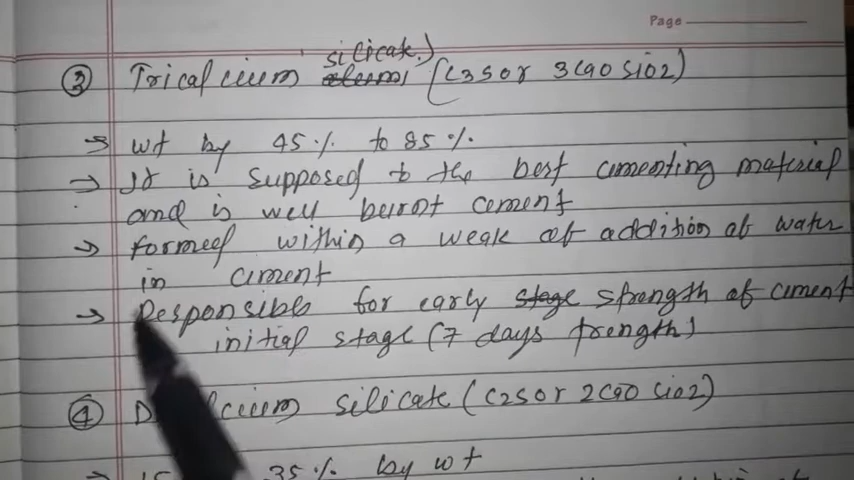 Page
silicate.)
③ Tricalcium (C3S or 3CaO SiO2)
→ wt by 45% to 85%
→ It is supposed to the best cementing material
and is well burnt cement
→ formed within a weak of addition of water
in cement
→ Responsible for early stage strength of cement
initial stage (7 days strength)
④ D lcium silicate (C2S or 2CaO SiO2)
→ 35% by wt